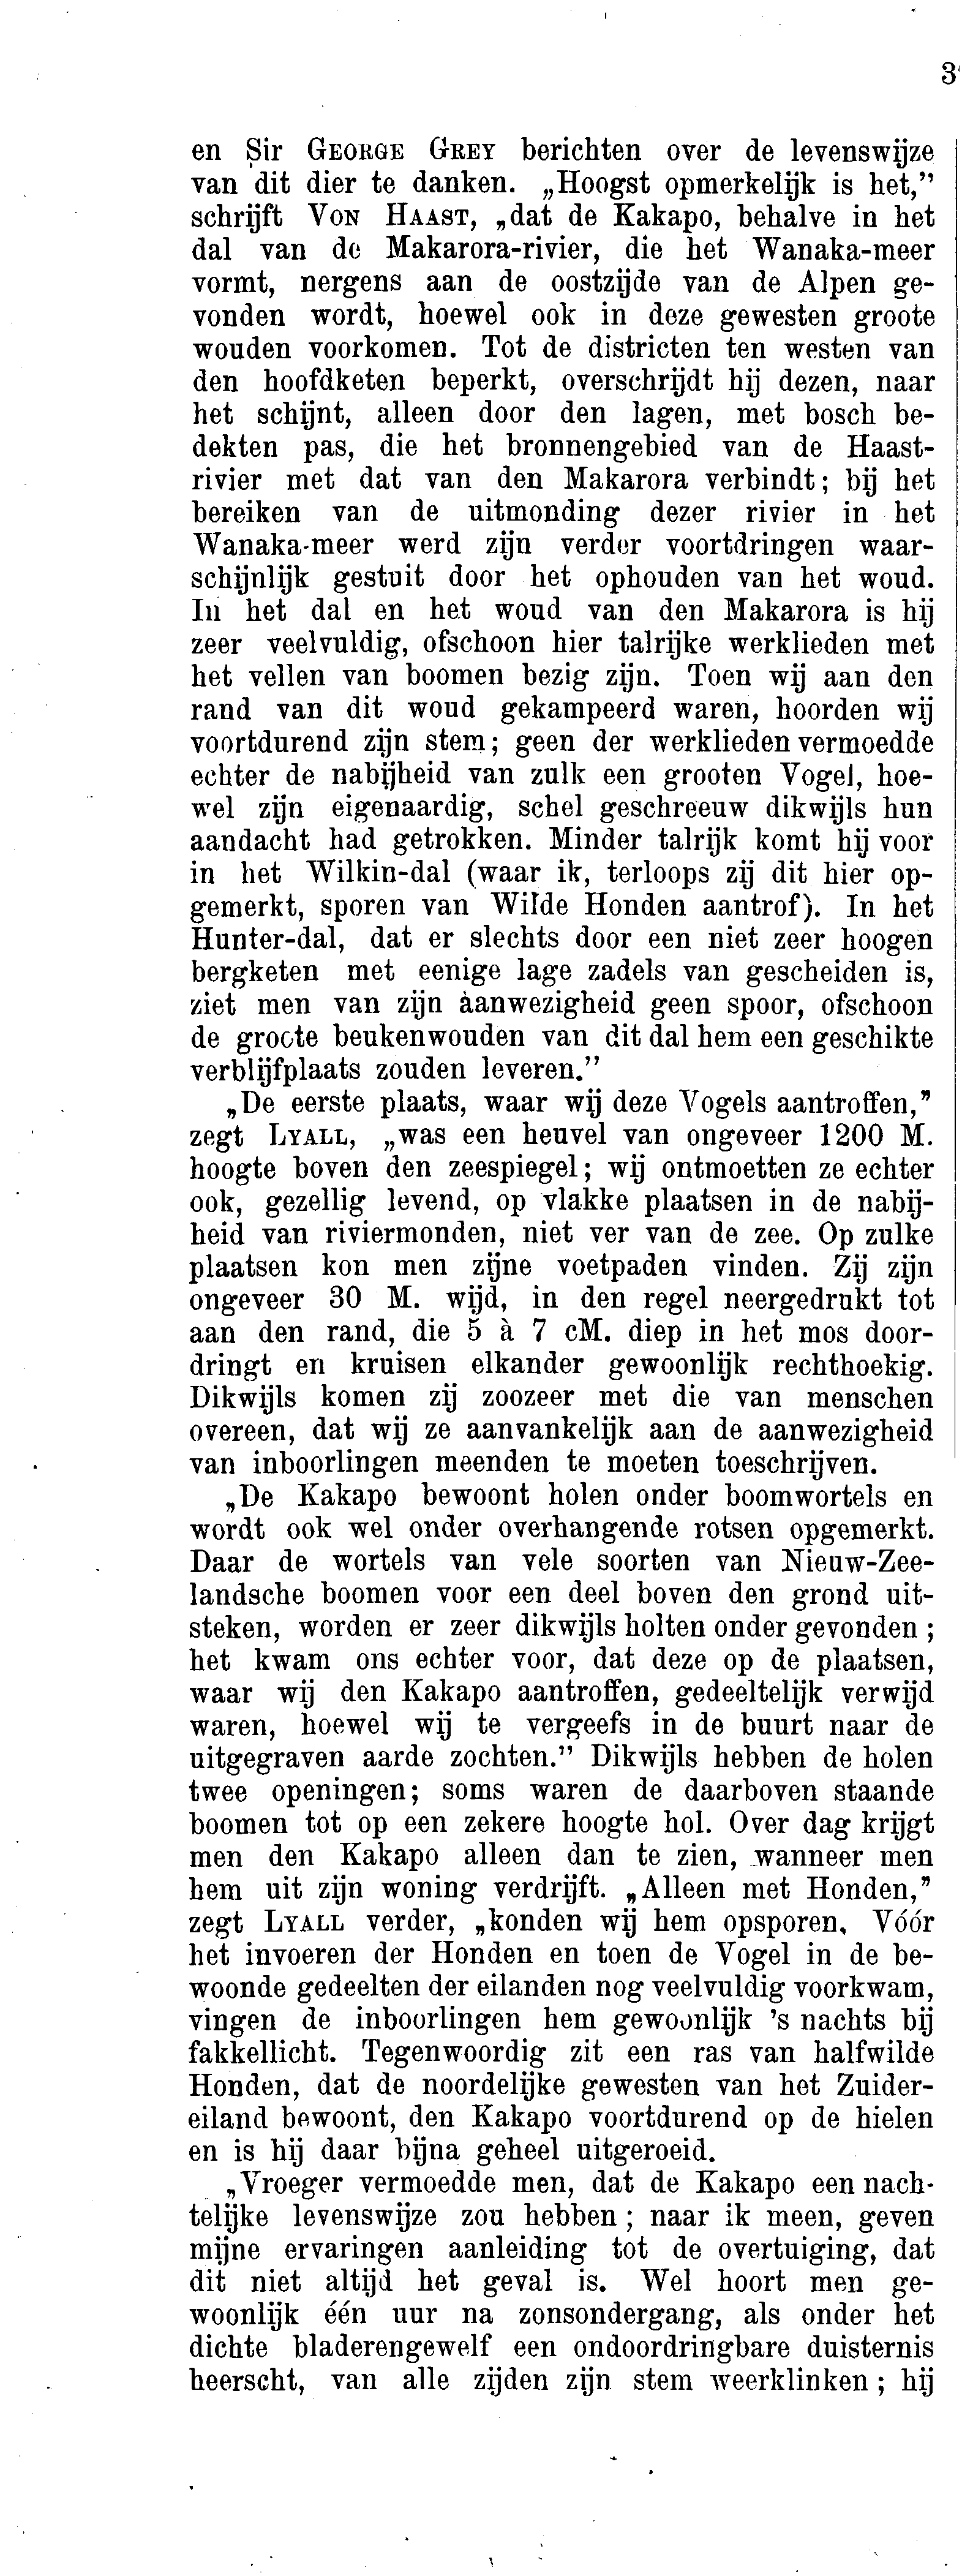 3
en Sir George Grey berichten over de levenswijze
van dit dier te danken. „Hoogst opmerkelijk is het,”
schrijft Von Haast, „dat de Kakapo, behalve in het
dal van de Makarora-rivier, die het Wanaka-meer
vormt, nergens aan de oostzijde van de Alpen ge-
vonden wordt, hoewel ook in deze gewesten groote
wouden voorkomen. Tot de districten ten westen van
den hoofdketen beperkt, overschrijdt hij dezen, naar
het schijnt, alleen door den lagen, met bosch be-
dekten pas, die het bronnengebied van de Haast-
rivier met dat van den Makarora verbindt; bij het
bereiken van de uitmonding dezer rivier in het
Wanaka-meer werd zijn verder voortdringen waar-
schijnlijk gestuit door het ophouden van het woud.
In het dal en het woud van den Makarora is hij
zeer veelvuldig, ofschoon hier talrijke werklieden met
het vellen van boomen bezig zijn. Toen wij aan den
rand van dit woud gekampeerd waren, hoorden wij
voortdurend zijn stem; geen der werklieden vermoedde
echter de nabijheid van zulk een grooten Vogel, hoe-
wel zijn eigenaardig, schel geschreeuw dikwijls hun
aandacht had getrokken. Minder talrijk komt hij voor
in het Wilkin-dal (waar ik, terloops zij dit hier op-
gemerkt, sporen van Wilde Honden aantrof). In het
Hunter-dal, dat er slechts door een niet zeer hoogen
bergketen met eenige lage zadels van gescheiden is,
ziet men van zijn aanwezigheid geen spoor, ofschoon
de groote beukenwouden van dit dal hem een geschikte
verblijfplaats zouden leveren.”
„De eerste plaats, waar wij deze Vogels aantroffen,”
zegt Lyall, „was een heuvel van ongeveer 1200 M.
hoogte boven den zeespiegel; wij ontmoetten ze echter
ook, gezellig levend, op vlakke plaatsen in de nabij-
heid van riviermonden, niet ver van de zee. Op zulke
plaatsen kon men zijne voetpaden vinden. Zij zijn
ongeveer 30 M. wijd, in den regel neergedrukt tot
aan den rand, die 5 à 7 cM. diep in het mos door-
dringt en kruisen elkander gewoonlijk rechthoekig.
Dikwijls komen zij zoozeer met die van menschen
overeen, dat wij ze aanvankelijk aan de aanwezigheid
van inboorlingen meenden te moeten toeschrijven.
„De Kakapo bewoont holen onder boomwortels en
wordt ook wel onder overhangende rotsen opgemerkt.
Daar de wortels van vele soorten van Nieuw-Zee-
landsche boomen voor een deel boven den grond uit-
steken, worden er zeer dikwijls holten onder gevonden;
het kwam ons echter voor, dat deze op de plaatsen,
waar wij den Kakapo aantroffen, gedeeltelijk verwijd
waren, hoewel wij te vergeefs in de buurt naar de
uitgegraven aarde zochten.” Dikwijls hebben de holen
twee openingen; soms waren de daarboven staande
boomen tot op een zekere hoogte hol. Over dag krijgt
men den Kakapo alleen dan te zien, wanneer men
hem uit zijn woning verdrijft. „Alleen met Honden,”
zegt Lyall verder, „konden wij hem opsporen. Vóór
het invoeren der Honden en toen de Vogel in de be-
woonde gedeelten der eilanden nog veelvuldig voorkwam,
vingen de inboorlingen hem gewoonlijk 's nachts bij
fakkellicht. Tegenwoordig zit een ras van halfwilde
Honden, dat de noordelijke gewesten van het Zuider-
eiland bewoont, den Kakapo voortdurend op de hielen
en is hij daar bijna geheel uitgeroeid.
„Vroeger vermoedde men, dat de Kakapo een nach-
telijke levenswijze zou hebben; naar ik meen, geven
mijne ervaringen aanleiding tot de overtuiging, dat
dit niet altijd het geval is. Wel hoort men ge-
woonlijk één uur na zonsondergang, als onder het
dichte bladerengewelf een ondoordringbare duisternis
heerscht, van alle zijden zijn stem weerklinken; hij